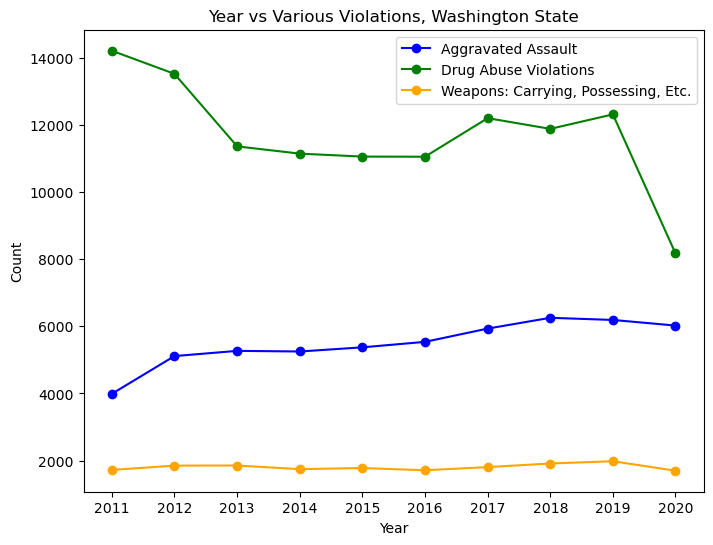 Year vs Various Violations, Washington State
Aggravated Assault
Drug Abuse Violations
Weapons: Carrying, Possessing, Etc.
14000
12000
10000
8000
6000
4000
2000
Count
2011 2012 2013 2014 2015 2016 2017 2018 2019 2020
Year